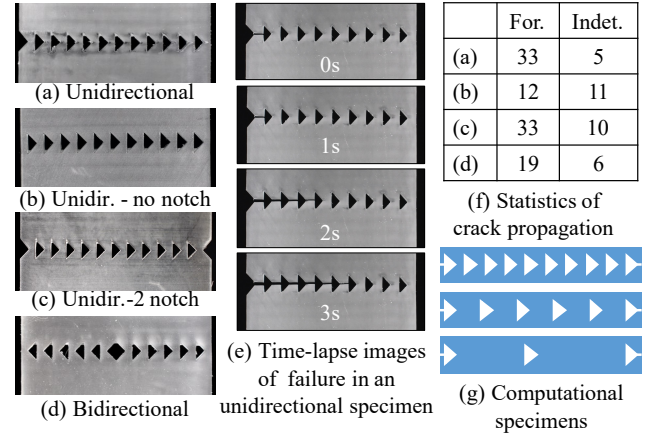 (a) Unidirectional
(b) Unidir. - no notch
(c) Unidir.-2 notch
(d) Bidirectional
0s
1s
2s
3s
(e) Time-lapse images
of failure in an
unidirectional specimen
For. Indet.
(a) 33 5
(b) 12 11
(c) 33 10
(d) 19 6
(f) Statistics of
crack propagation
(g) Computational
specimens